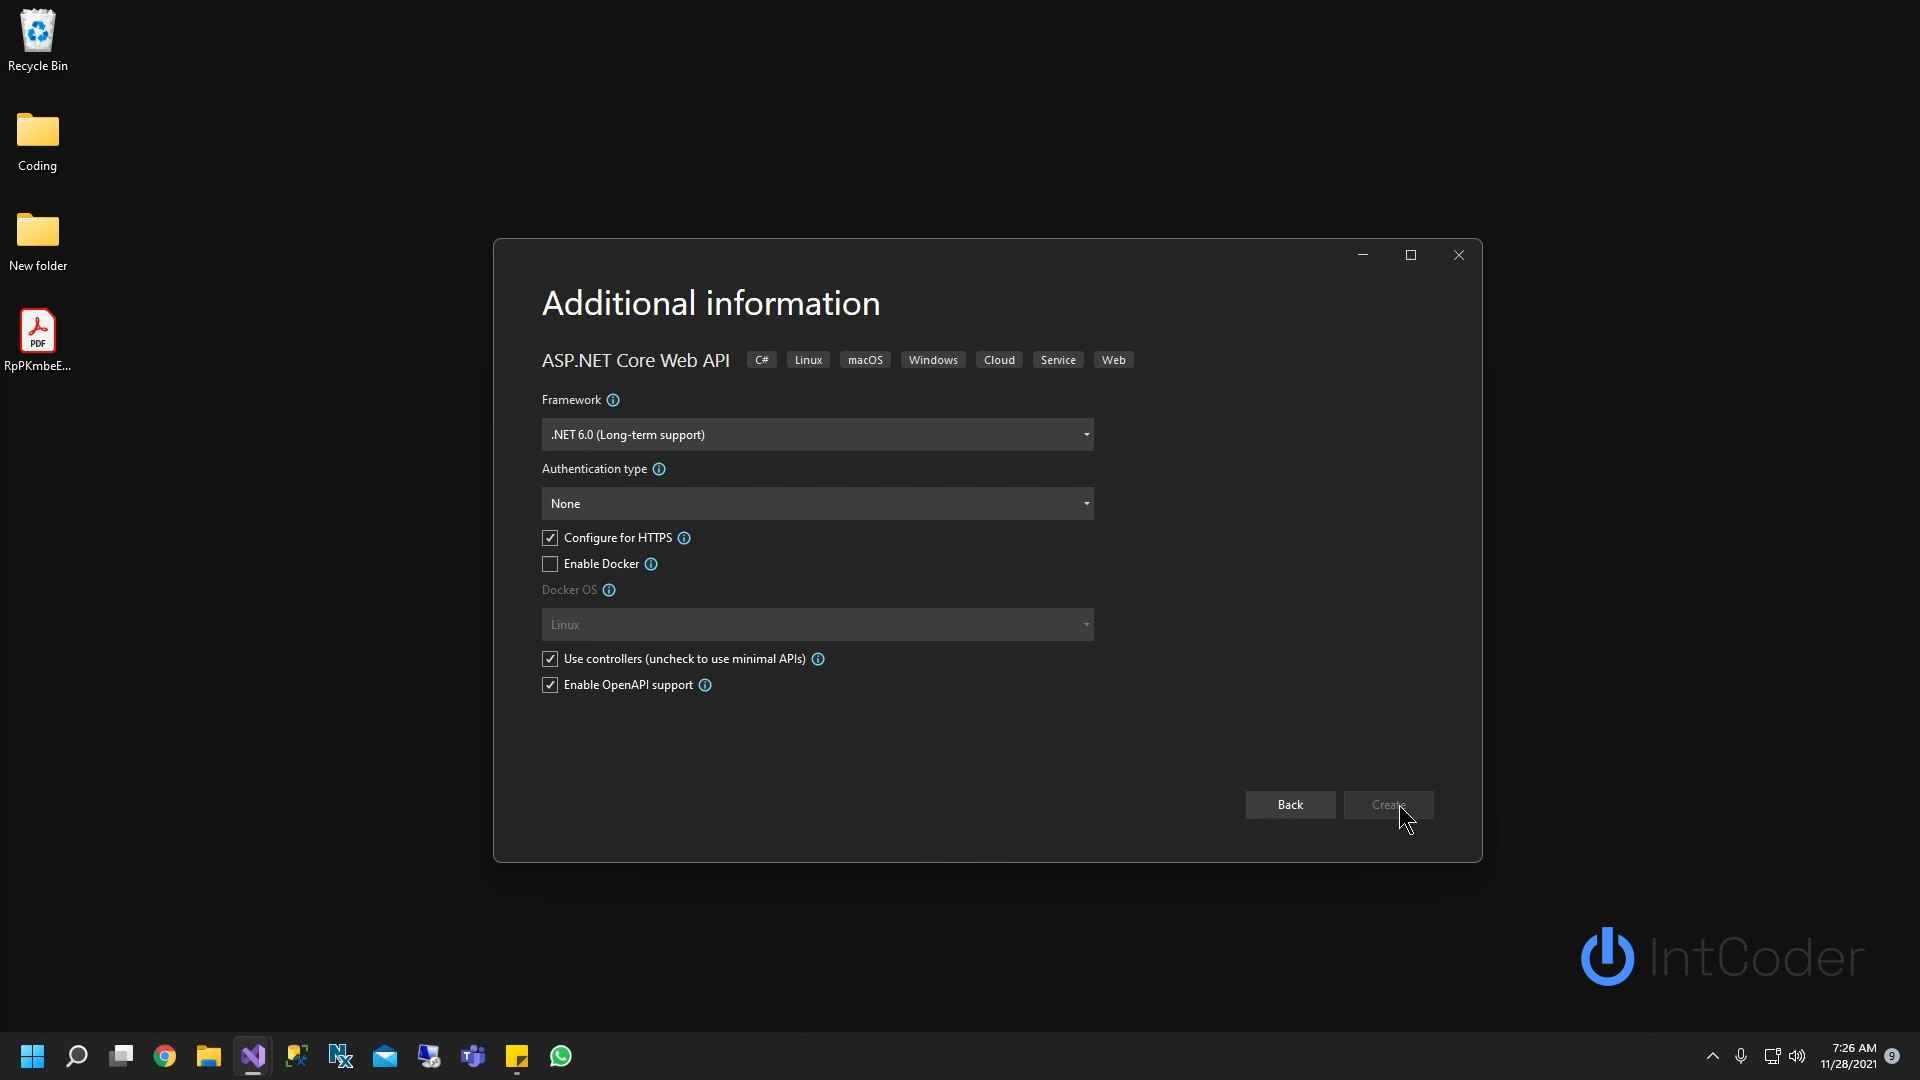 Recycle Bin
Coding
New folder
PDF
RpPKmbeE...
Additional information
ASP.NET Core Web API C# Linux macOS Windows Cloud Service Web
Framework
.NET 6.0 (Long-term support)
Authentication type
None
Configure for HTTPS
Enable Docker
Docker OS
Linux
Use controllers (uncheck to use minimal APIs)
Enable OpenAPI support
Back Create
IntCoder
7:26 AM
11/28/2021
9